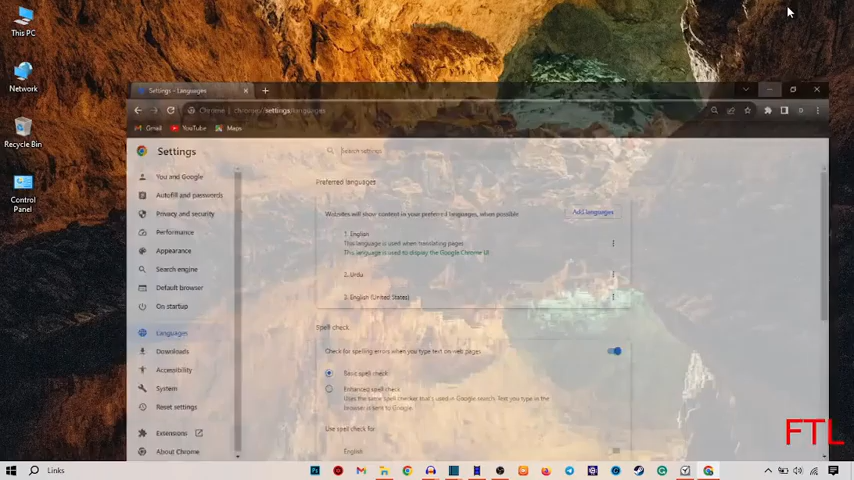 This PC
Network
Recycle Bin
Control
Panel
Settings - Languages
Chrome | chrome://settings/languages
Gmail
YouTube
Maps
Settings
Search settings
You and Google
Autofill and passwords
Privacy and security
Performance
Appearance
Search engine
Default browser
On startup
Languages
Downloads
Accessibility
System
Reset settings
Extensions
About Chrome
Preferred languages
Websites will show content in your preferred languages, when possible
Add languages
1. English
This language is used when translating pages
This language is used to display the Google Chrome UI
2. Urdu
3. English (United States)
Spell check
Check for spelling errors when you type text on web pages
Basic spell check
Enhanced spell check
Uses the same spell checker that's used in Google search. Text you type in the
browser is sent to Google.
Use spell check for
English
FTL
Links